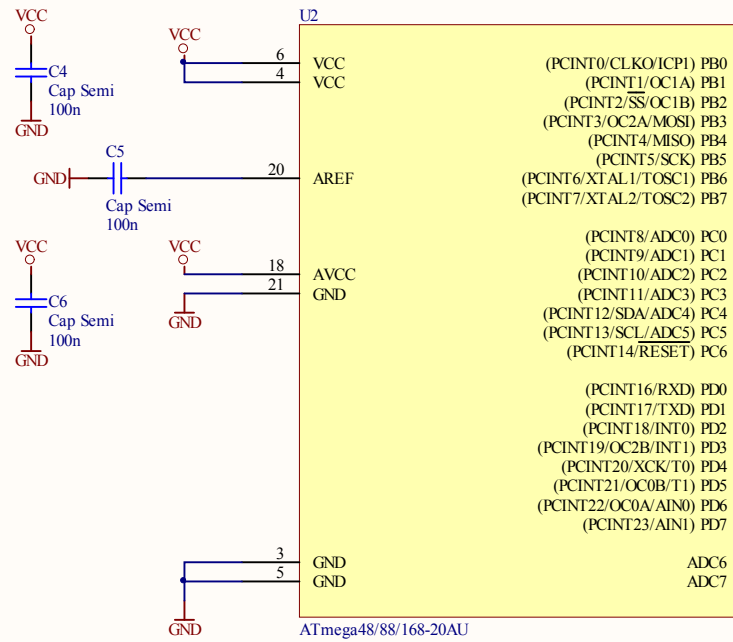 VCC
C4
Cap Semi
100n
GND
VCC
GND
C5
Cap Semi
100n
VCC
C6
Cap Semi
100n
GND
VCC
GND
GND
U2
6 VCC
4 VCC
20 AREF
18 AVCC
21 GND
3 GND
5 GND
(PCINT0/CLKO/ICP1) PB0
(PCINT1/OC1A) PB1
(PCINT2/SS/OC1B) PB2
(PCINT3/OC2A/MOSI) PB3
(PCINT4/MISO) PB4
(PCINT5/SCK) PB5
(PCINT6/XTAL1/TOSC1) PB6
(PCINT7/XTAL2/TOSC2) PB7
(PCINT8/ADC0) PC0
(PCINT9/ADC1) PC1
(PCINT10/ADC2) PC2
(PCINT11/ADC3) PC3
(PCINT12/SDA/ADC4) PC4
(PCINT13/SCL/ADC5) PC5
(PCINT14/RESET) PC6
(PCINT16/RXD) PD0
(PCINT17/TXD) PD1
(PCINT18/INT0) PD2
(PCINT19/OC2B/INT1) PD3
(PCINT20/XCK/T0) PD4
(PCINT21/OC0B/T1) PD5
(PCINT22/OC0A/AIN0) PD6
(PCINT23/AIN1) PD7
ADC6
ADC7
ATmega48/88/168-20AU